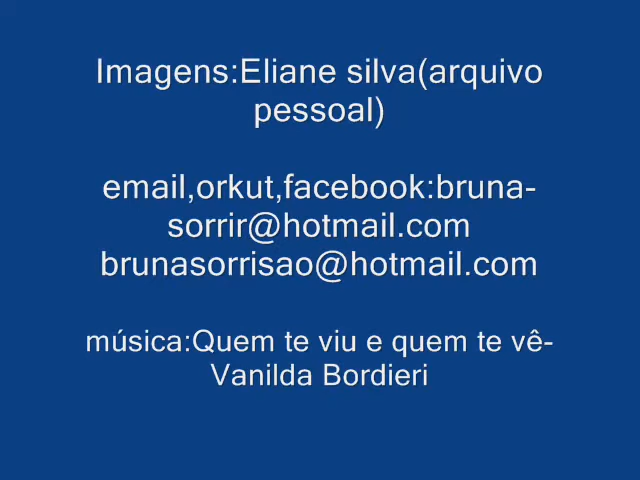 Imagens:Eliane silva(arquivo
pessoal)
email,orkut,facebook:bruna-
sorrir@hotmail.com
brunasorrisao@hotmail.com
música:Quem te viu e quem te vê-
Vanilda Bordieri